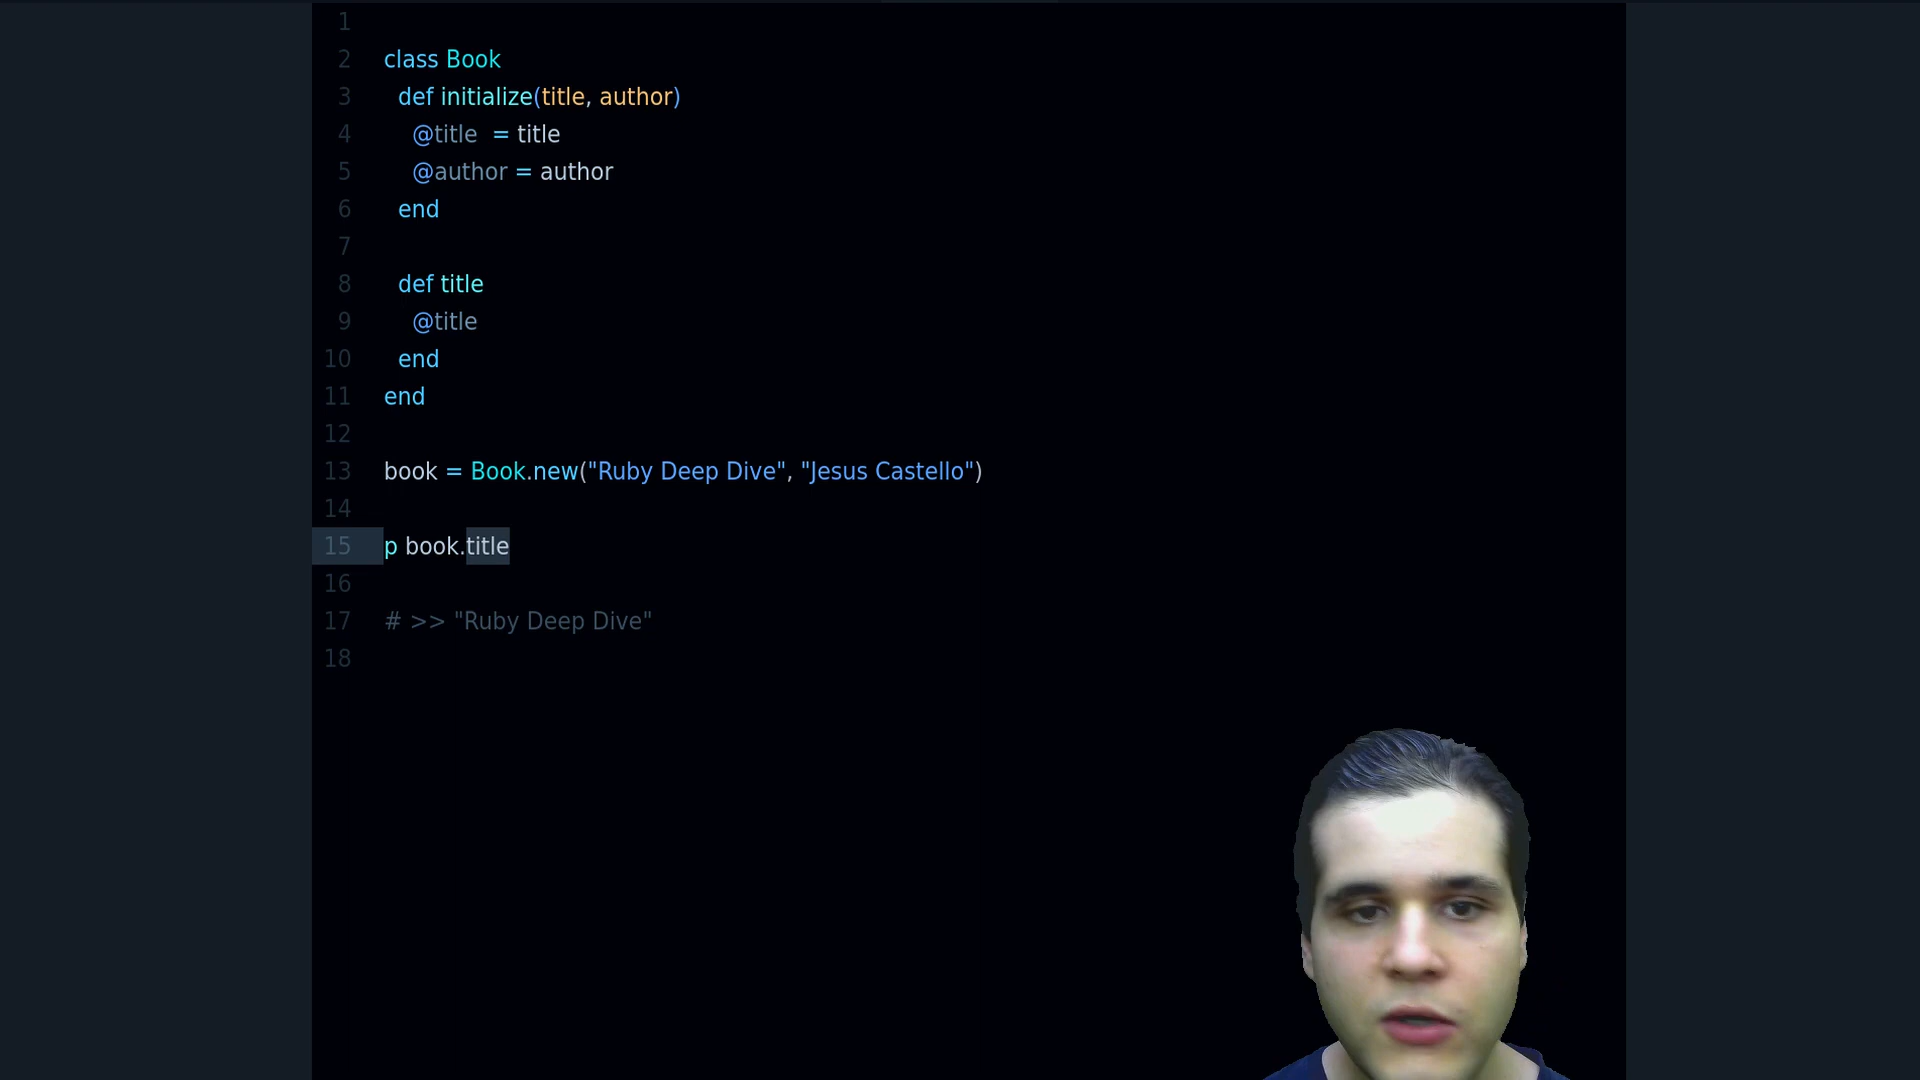 1
2 class Book
3 def initialize(title, author)
4 @title  = title
5 @author = author
6 end
7
8 def title
9 @title
10 end
11 end
12
13 book = Book.new("Ruby Deep Dive", "Jesus Castello")
14
15 p book.title
16
17 # >> "Ruby Deep Dive"
18